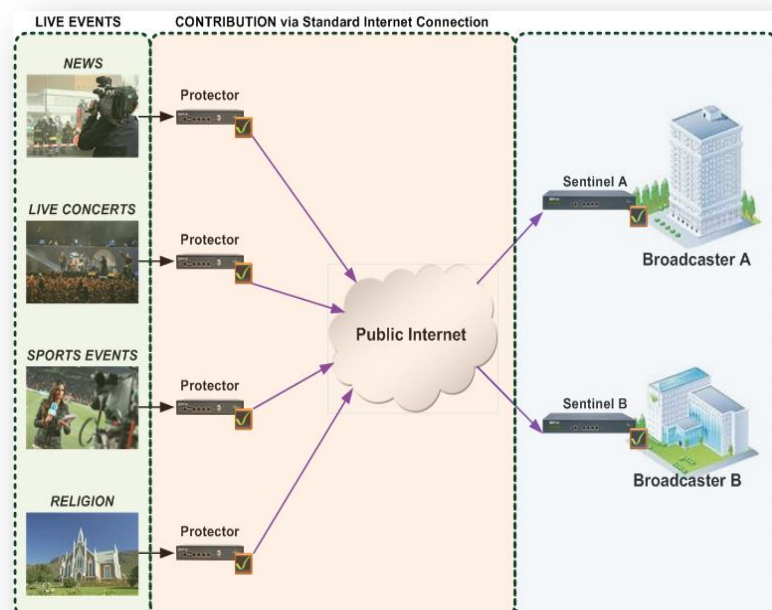 LIVE EVENTS
CONTRIBUTION via Standard Internet Connection
NEWS
Protector
LIVE CONCERTS
Protector
SPORTS EVENTS
Protector
RELIGION
Protector
Public Internet
Sentinel A
Broadcaster A
Sentinel B
Broadcaster B